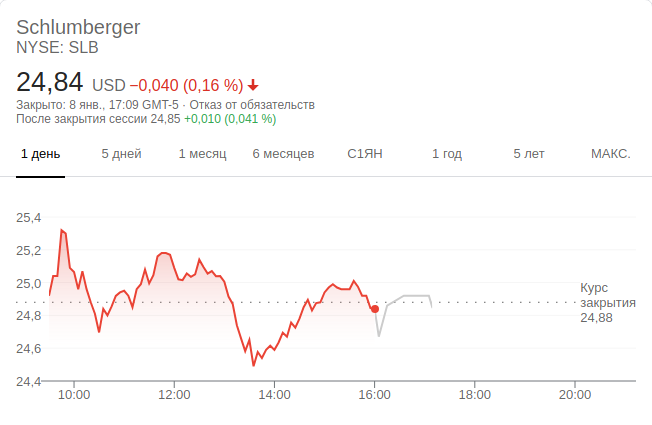 Schlumberger
NYSE: SLB
24,84 USD −0,040 (0,16 %)
Закрыто: 8 янв., 17:09 GMT-5 · Отказ от обязательств
После закрытия сессии 24,85 +0,010 (0,041 %)
1 день 5 дней 1 месяц 6 месяцев С1ЯН 1 год 5 лет МАКС.
25,4
25,2
25,0
24,8
24,6
24,4
Курс
закрытия
24,88
10:00 12:00 14:00 16:00 18:00 20:00